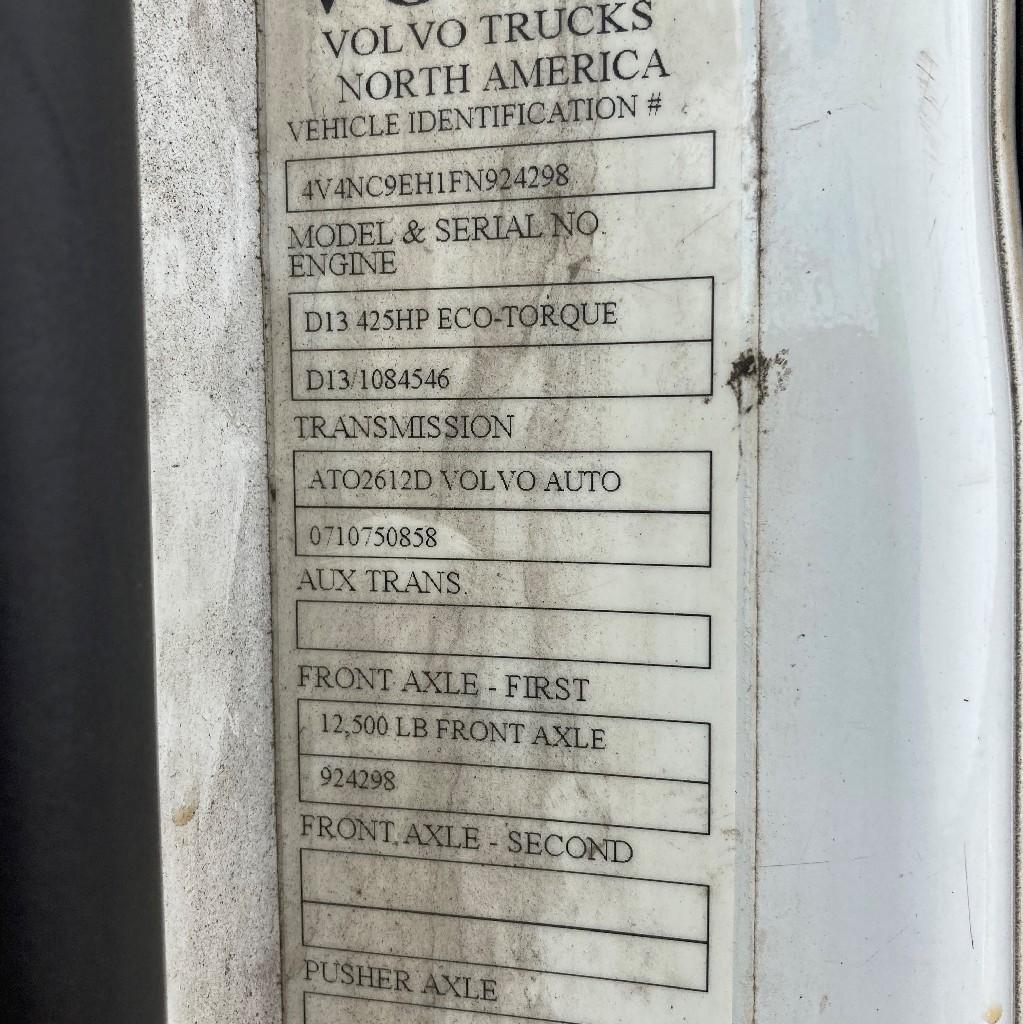 VOLVO TRUCKS
NORTH AMERICA
VEHICLE IDENTIFICATION #
4V4NC9EH1FN924298
MODEL & SERIAL NO.
ENGINE
D13 425HP ECO-TORQUE
D13/1084546
TRANSMISSION
ATO2612D VOLVO AUTO
0710750858
AUX TRANS.
FRONT AXLE - FIRST
12,500 LB FRONT AXLE
924298
FRONT AXLE - SECOND
PUSHER AXLE